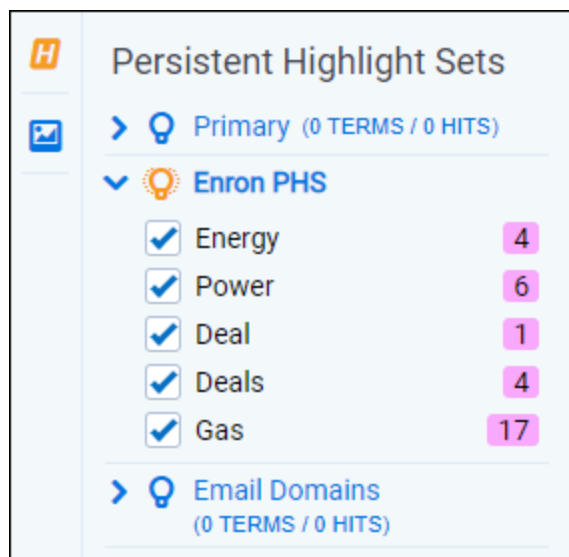 H
Persistent Highlight Sets
Primary (0 TERMS / 0 HITS)
Enron PHS
Energy 4
Power 6
Deal 1
Deals 4
Gas 17
Email Domains
(0 TERMS / 0 HITS)